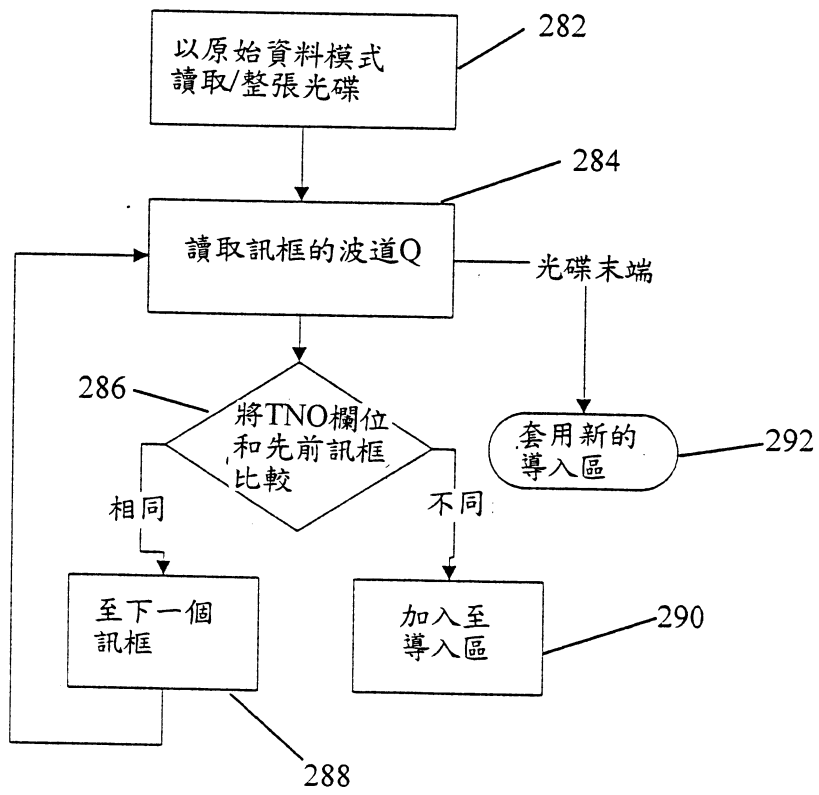 282
以原始資料模式
讀取/整張光碟
284
讀取訊框的波道Q
光碟末端
286
將TNO欄位
和先前訊框
比較
套用新的
導入區
292
相同
不同
至下一個
訊框
加入至
導入區
290
288